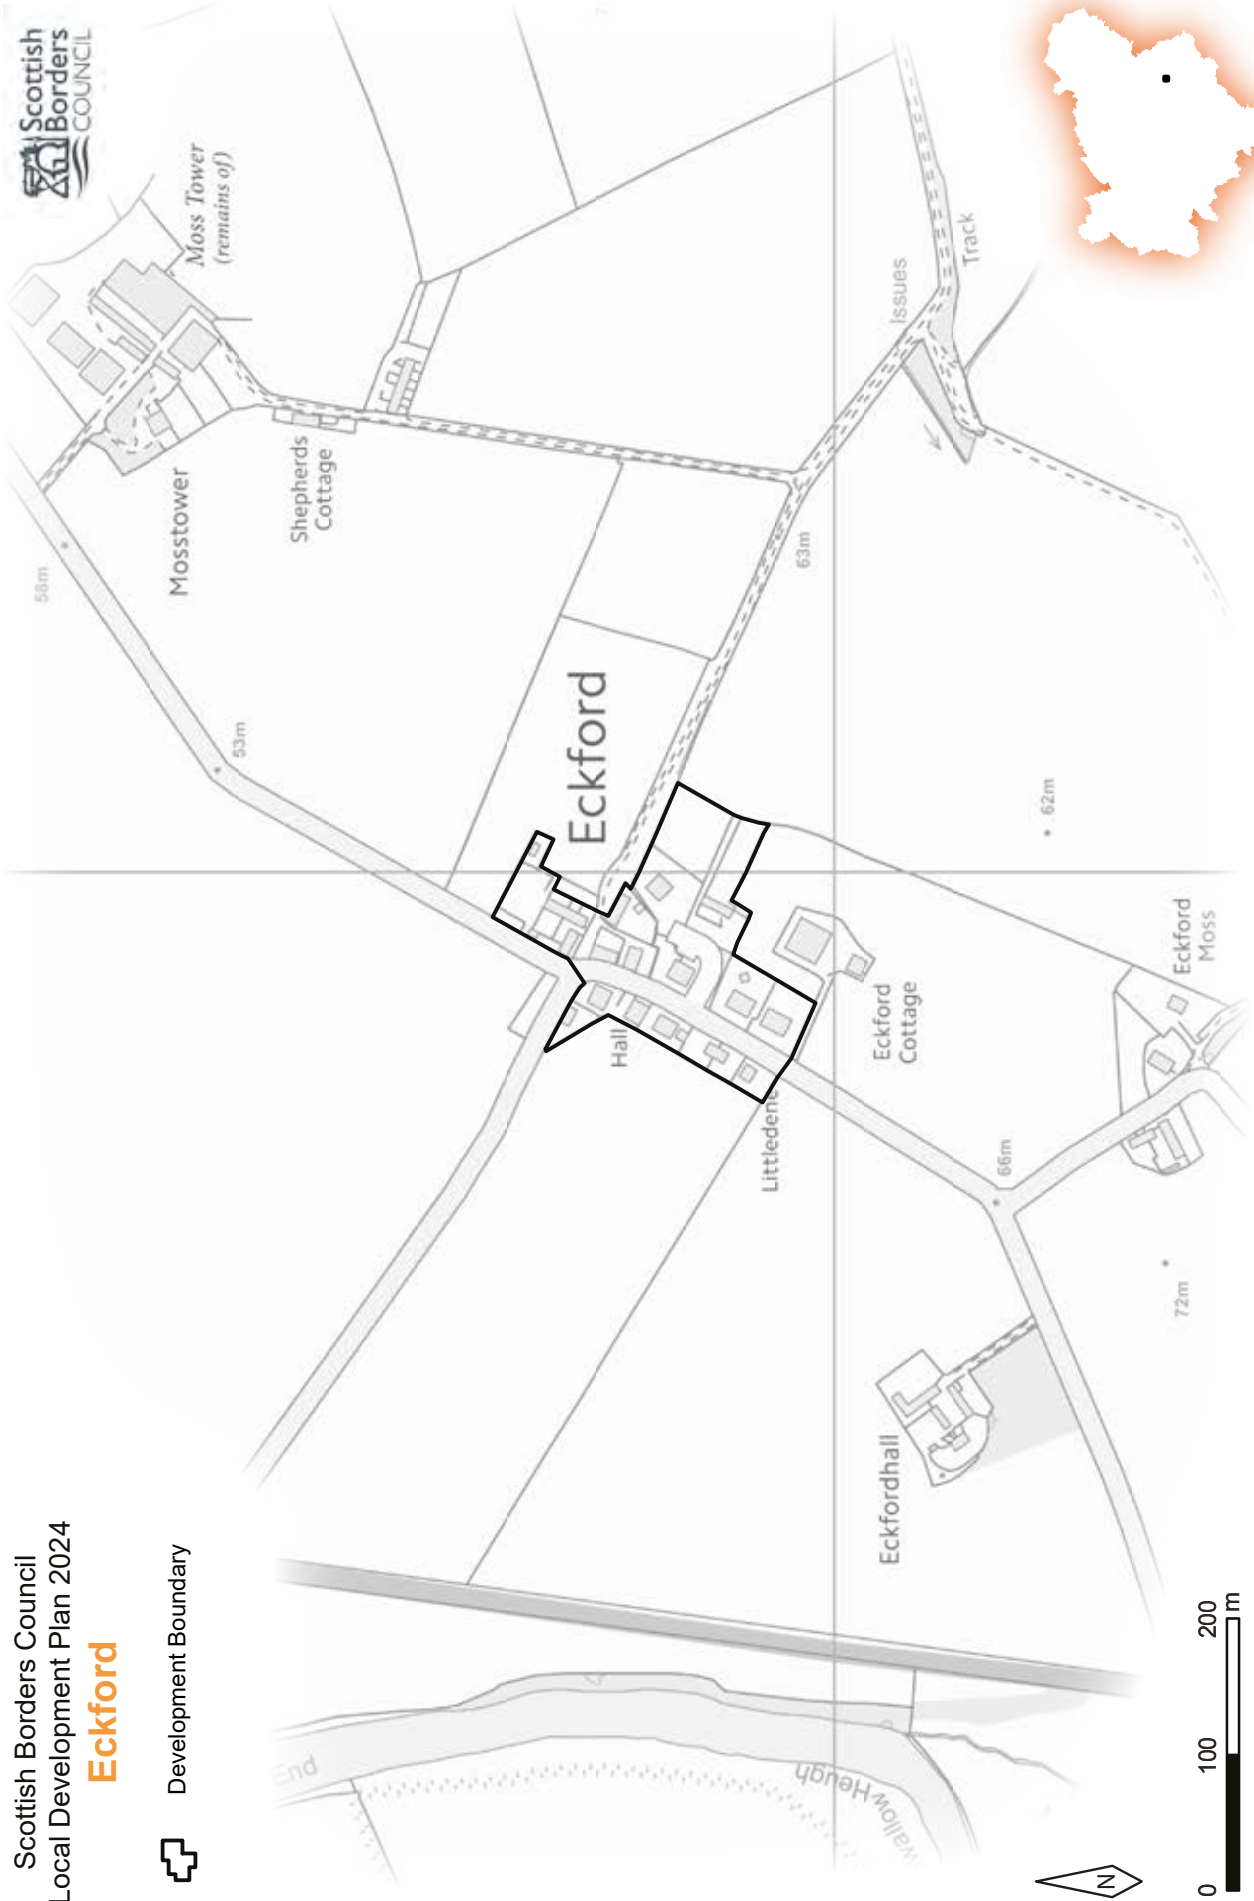 Scottish Borders Council
Local Development Plan 2024
Eckford
Development Boundary
Scottish
Borders
COUNCIL
Moss Tower
(remains of)
Mosstower
Shepherds
Cottage
58m
53m
Eckford
63m
Issues
Track
62m
Hall
Littledene
Eckford
Cottage
Eckford
Moss
66m
72m
Eckfordhall
End
wallow Heugh
N
0 100 200
m